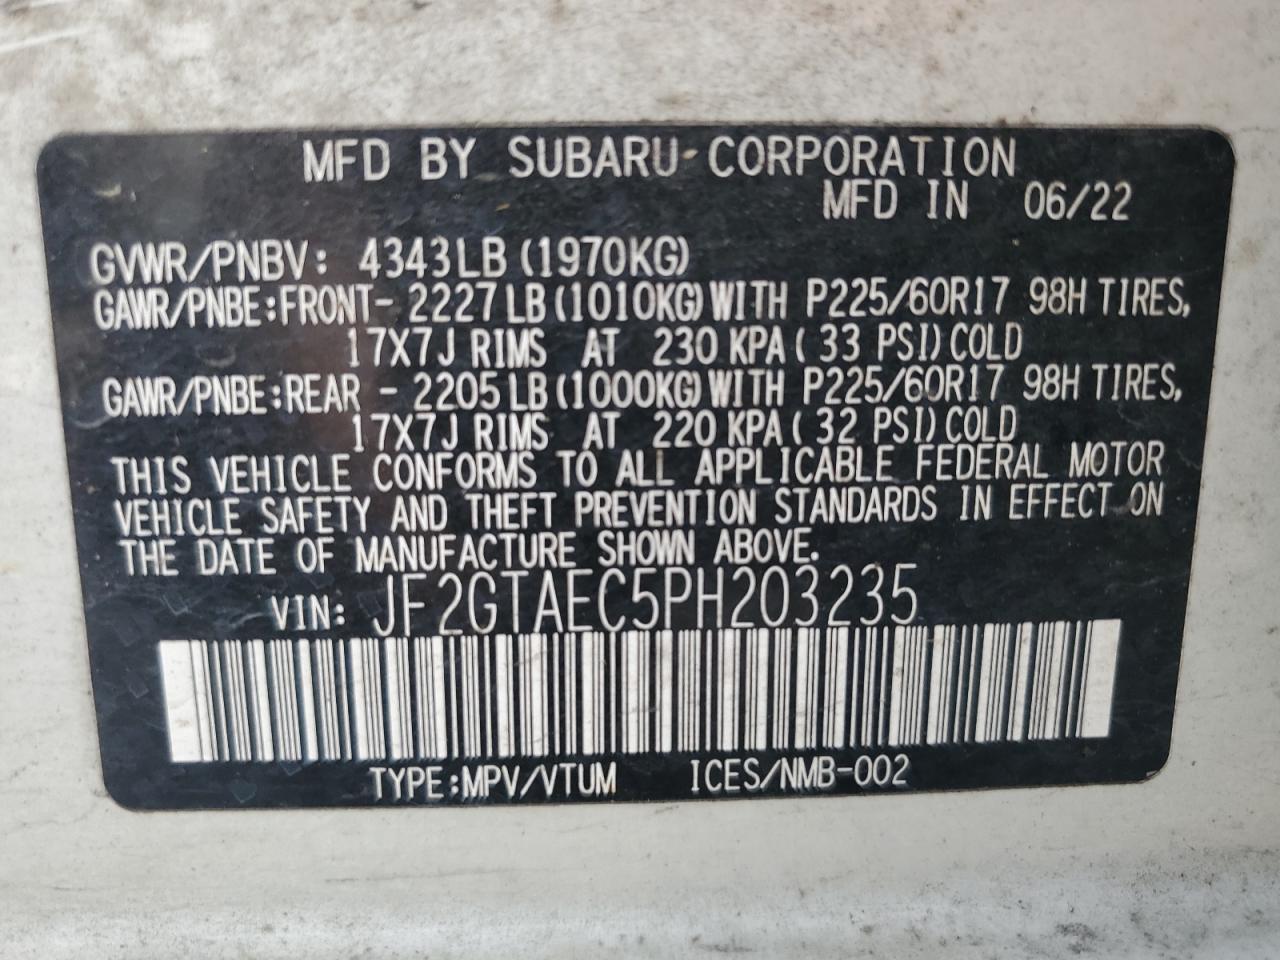 MFD BY SUBARU CORPORATION
MFD IN 06/22
GVWR/PNBV: 4343LB (1970KG)
GAWR/PNBE:FRONT- 2227LB(1010KG)WITH P225/60R17 98H TIRES,
17X7J RIMS AT 230 KPA( 33 PSI)COLD
GAWR/PNBE:REAR - 2205LB(1000KG)WITH P225/60R17 98H TIRES,
17X7J RIMS AT 220 KPA( 32 PSI)COLD
THIS VEHICLE CONFORMS TO ALL APPLICABLE FEDERAL MOTOR
VEHICLE SAFETY AND THEFT PREVENTION STANDARDS IN EFFECT ON
THE DATE OF MANUFACTURE SHOWN ABOVE.
VIN: JF2GTAEC5PH203235
TYPE:MPV/VTUM ICES/NMB-002